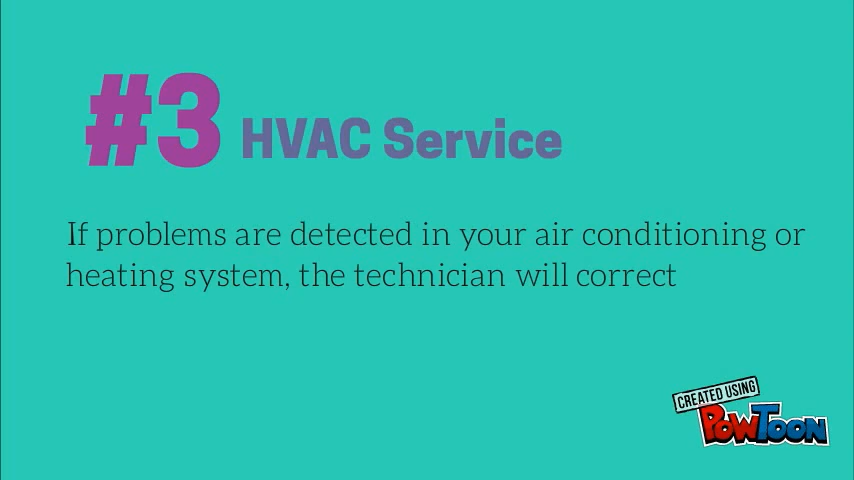 #3 HVAC Service
If problems are detected in your air conditioning or
heating system, the technician will correct
CREATED USING
POWTOON